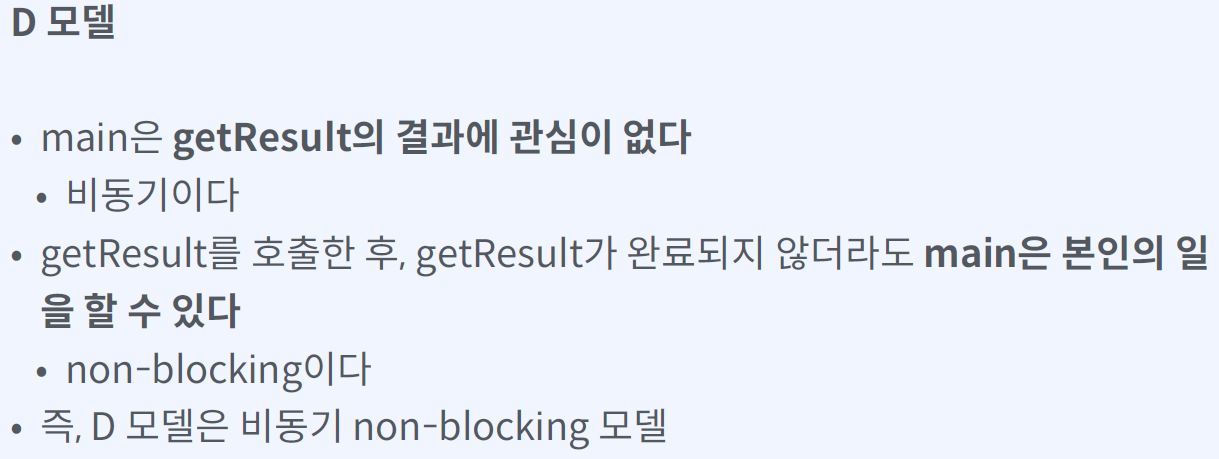 D 모델
• main은 getResult의 결과에 관심이 없다
• 비동기이다
• getResult를 호출한 후, getResult가 완료되지 않더라도 main은 본인의 일
을 할 수 있다
• non-blocking이다
• 즉, D 모델은 비동기 non-blocking 모델